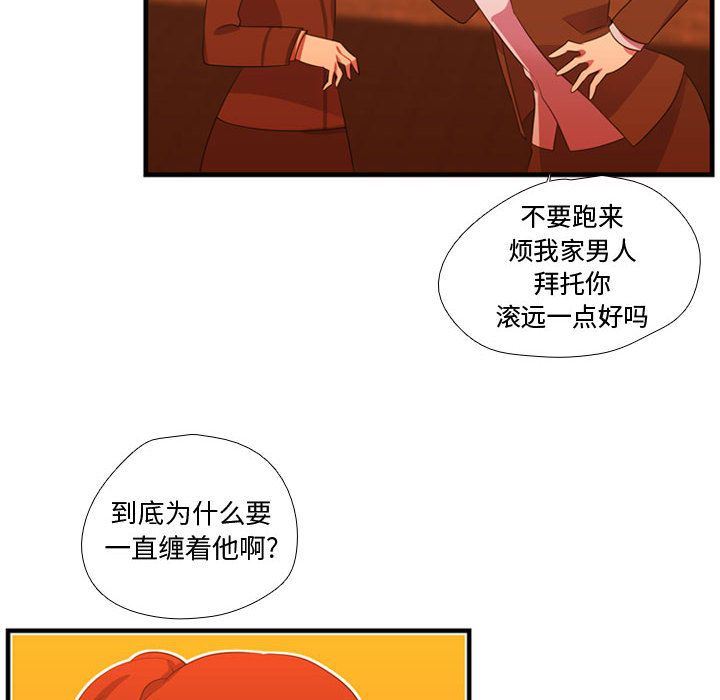 不要跑来
烦我家男人
拜托你
滚远一点好吗
到底为什么要
一直缠着他啊?